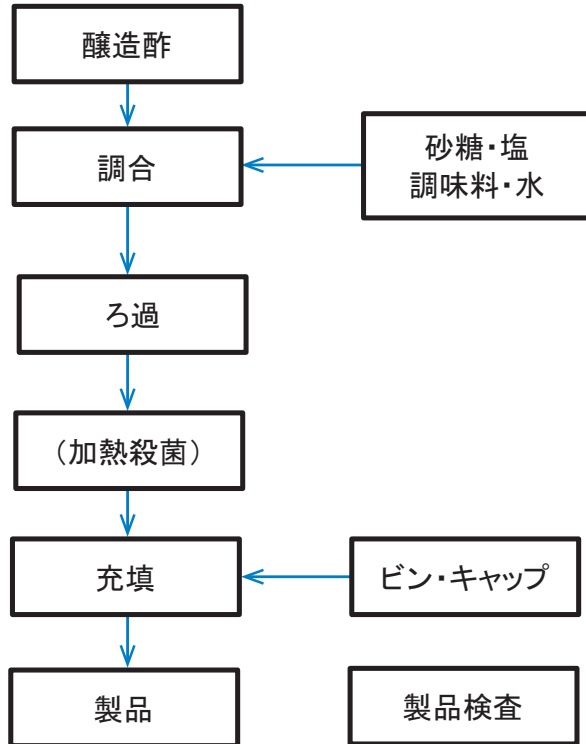 醸造酢
調合
砂糖・塩
調味料・水
ろ過
（加熱殺菌）
充填
ビン・キャップ
製品
製品検査